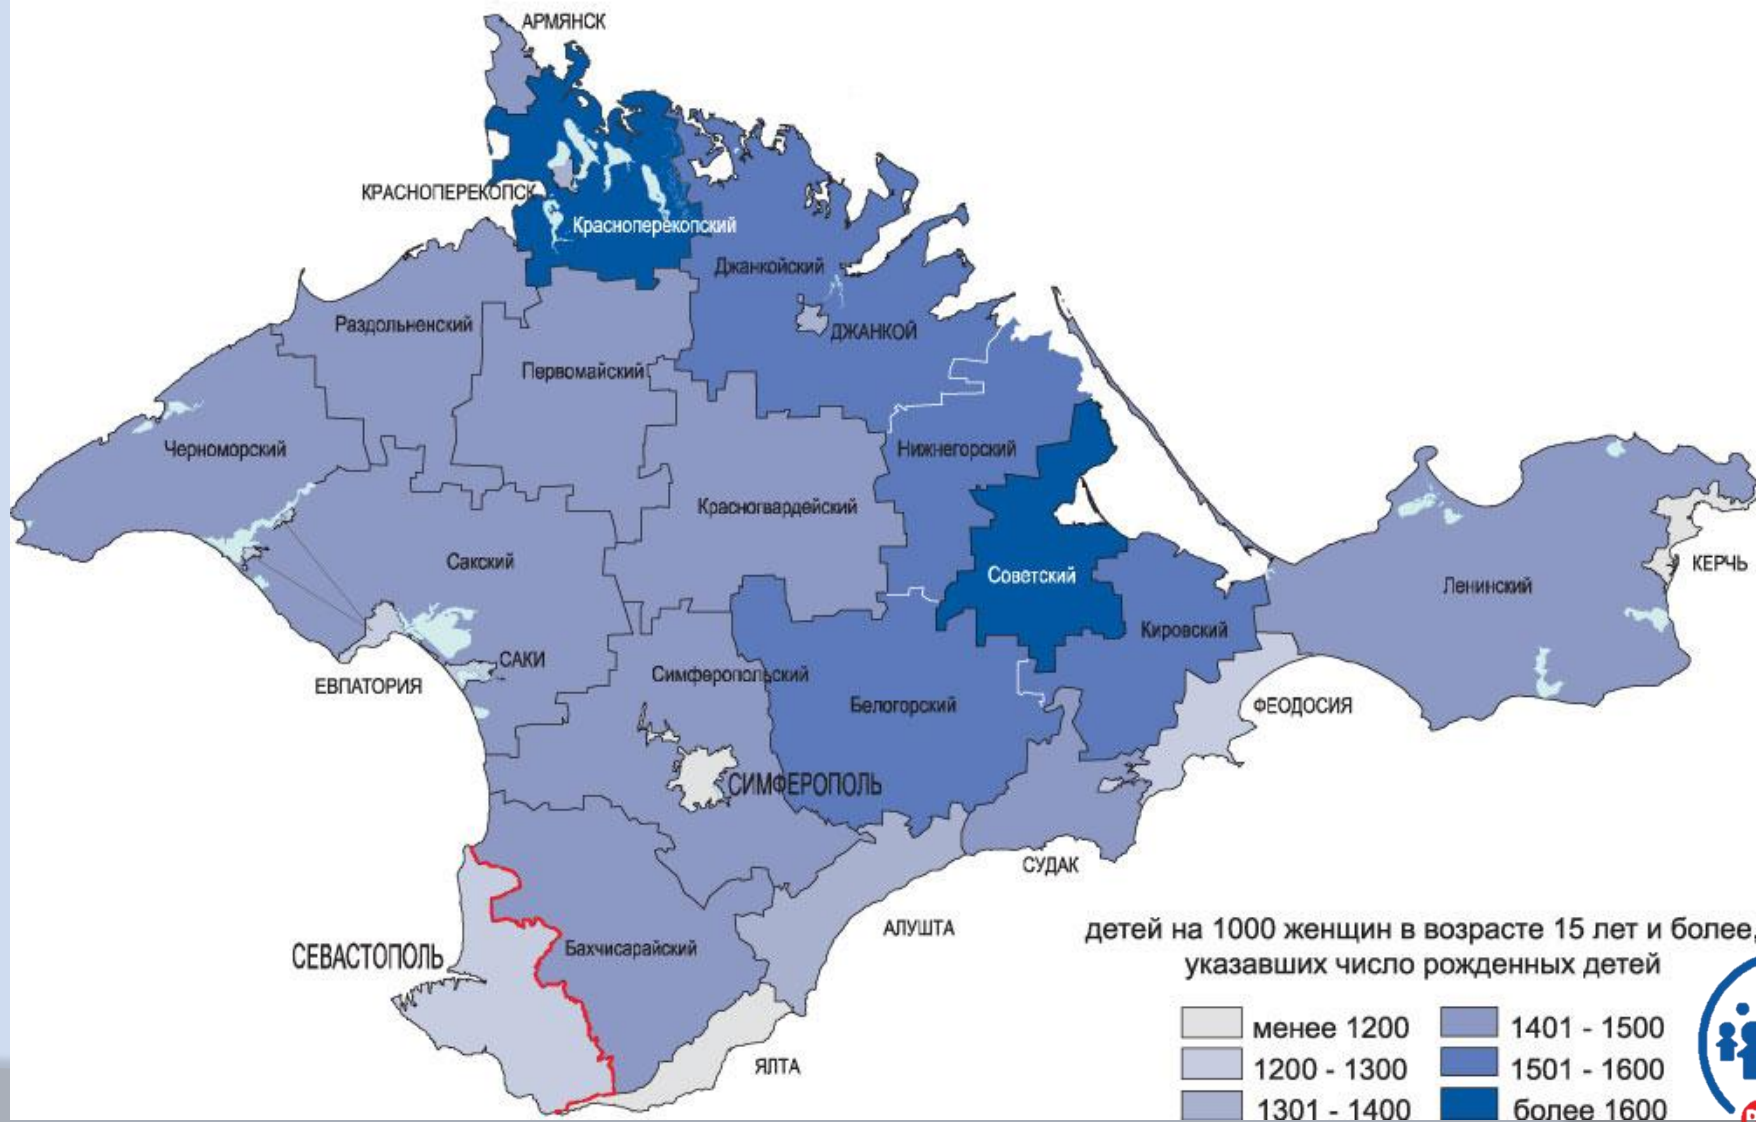 АРМЯНСК
КРАСНОПЕРЕКОПСК
Красноперекопский
Джанкойский
Раздольненский
ДЖАНКОЙ
Первомайский
Черноморский
Нижнегорский
Красногвардейский
Сакский
Советский
КЕРЧЬ
Ленинский
Кировский
САКИ
ЕВПАТОРИЯ
Симферопольский
Белогорский
ФЕОДОСИЯ
СИМФЕРОПОЛЬ
СУДАК
АЛУШТА
СЕВАСТОПОЛЬ
Бахчисарайский
ЯЛТА
детей на 1000 женщин в возрасте 15 лет и более,
указавших число рожденных детей
менее 1200
1401 - 1500
1200 - 1300
1501 - 1600
1301 - 1400
более 1600